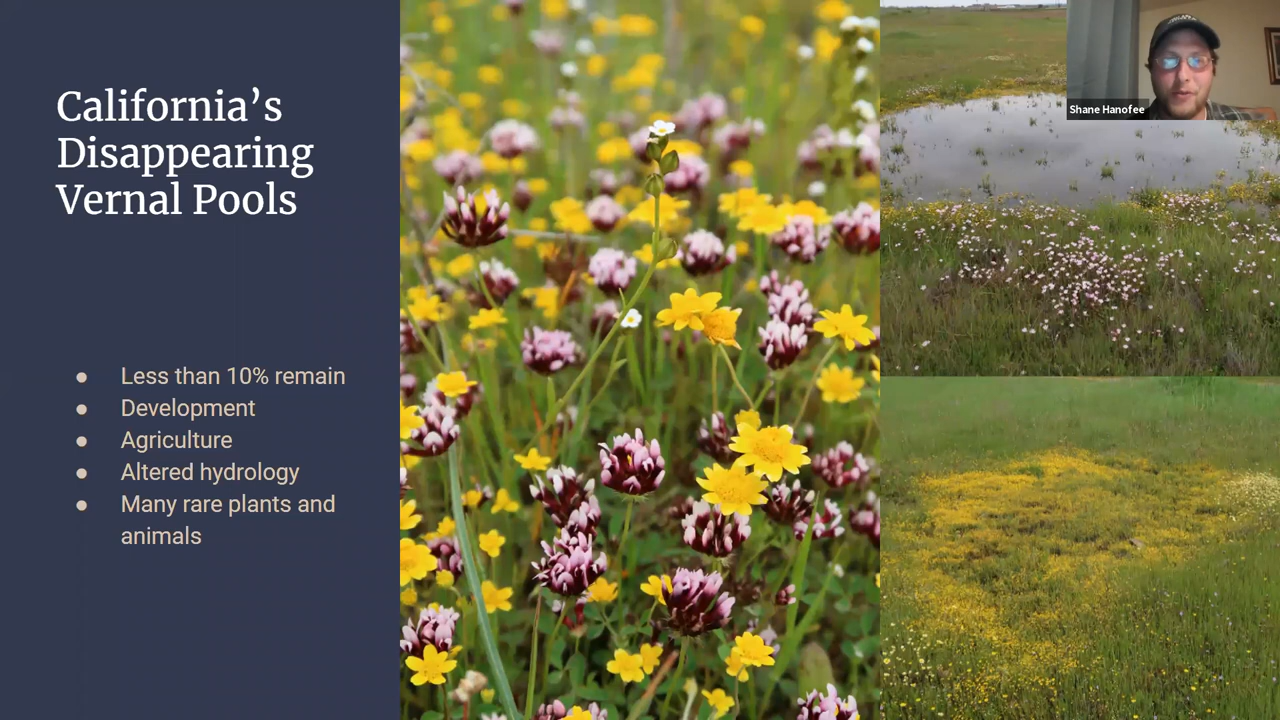 California’s
Disappearing
Vernal Pools
● Less than 10% remain
● Development
● Agriculture
● Altered hydrology
● Many rare plants and
animals
Shane Hanofee